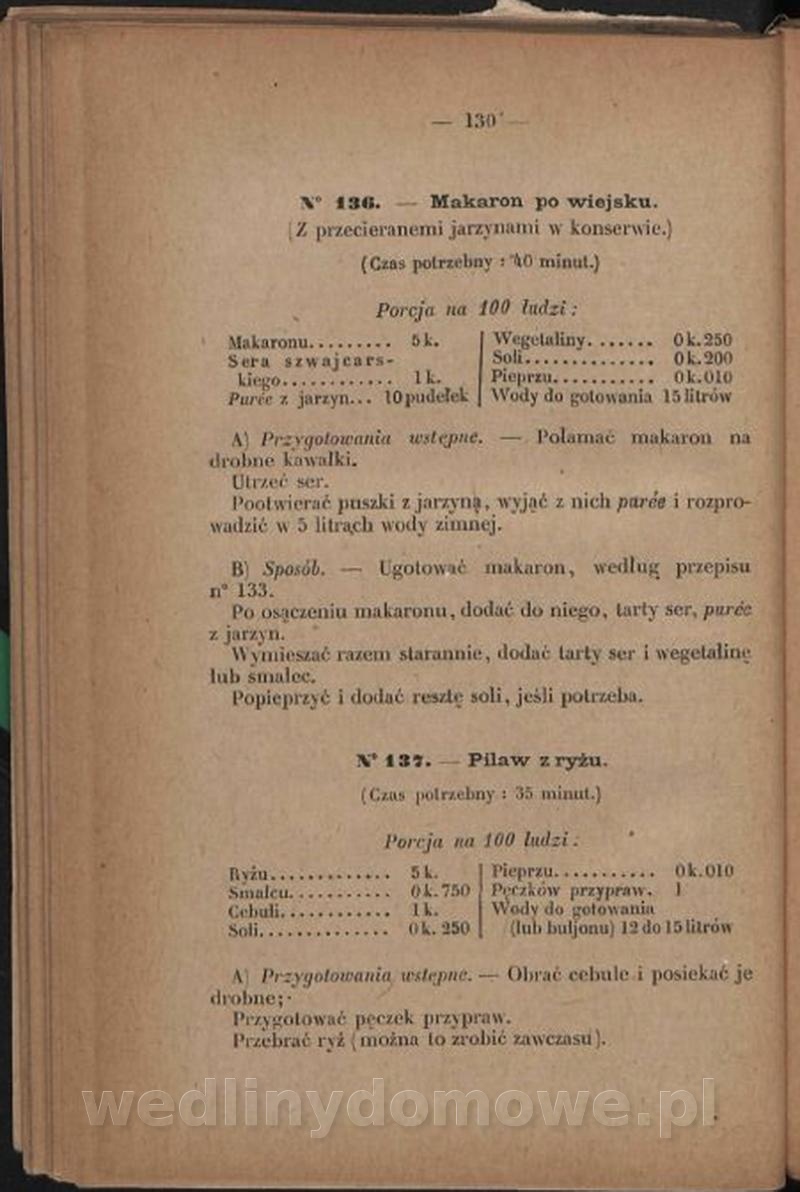 — 130 —
N° 136. — Makaron po wiejsku.
(Z przecieranemi jarzynami w konserwie.)
(Czas potrzebny : 40 minut.)
Porcja na 100 ludzi :
Makaronu......... 5 k.
Sera szwajcars-
kiego............ 1 k.
Purée z jarzyn... 10 pudełek
Wegetaliny....... 0 k. 250
Soli.............. 0 k. 200
Pieprzu........... 0 k. 010
Wody do gotowania 15 litrów
A) Przygotowania wstępne. — Połamać makaron na
drobne kawałki.
Utrzeć ser.
Pootwierać puszki z jarzyną, wyjąć z nich purée i rozpro-
wadzić w 5 litrach wody zimnej.
B) Sposób. — Ugotować makaron, według przepisu
n° 133.
Po osączeniu makaronu, dodać do niego, tarty ser, purée
z jarzyn.
Wymieszać razem starannie, dodać tarty ser i wegetalinę
lub smalec.
Popieprzyć i dodać resztę soli, jeśli potrzeba.
N° 137. — Pilaw z ryżu.
(Czas potrzebny : 35 minut.)
Porcja na 100 ludzi :
Ryżu............. 5 k.
Smalcu........... 0 k. 750
Cebuli............ 1 k.
Soli.............. 0 k. 250
Pieprzu........... 0 k. 010
Pęczków przypraw. 1
Wody do gotowania
(lub buljonu) 12 do 15 litrów
A) Przygotowania wstępne. — Obrać cebule i posiekać je
drobne;
Przygotować pęczek przypraw.
Przebrać ryż (można to zrobić zawczasu).
wedlinydomowe.pl